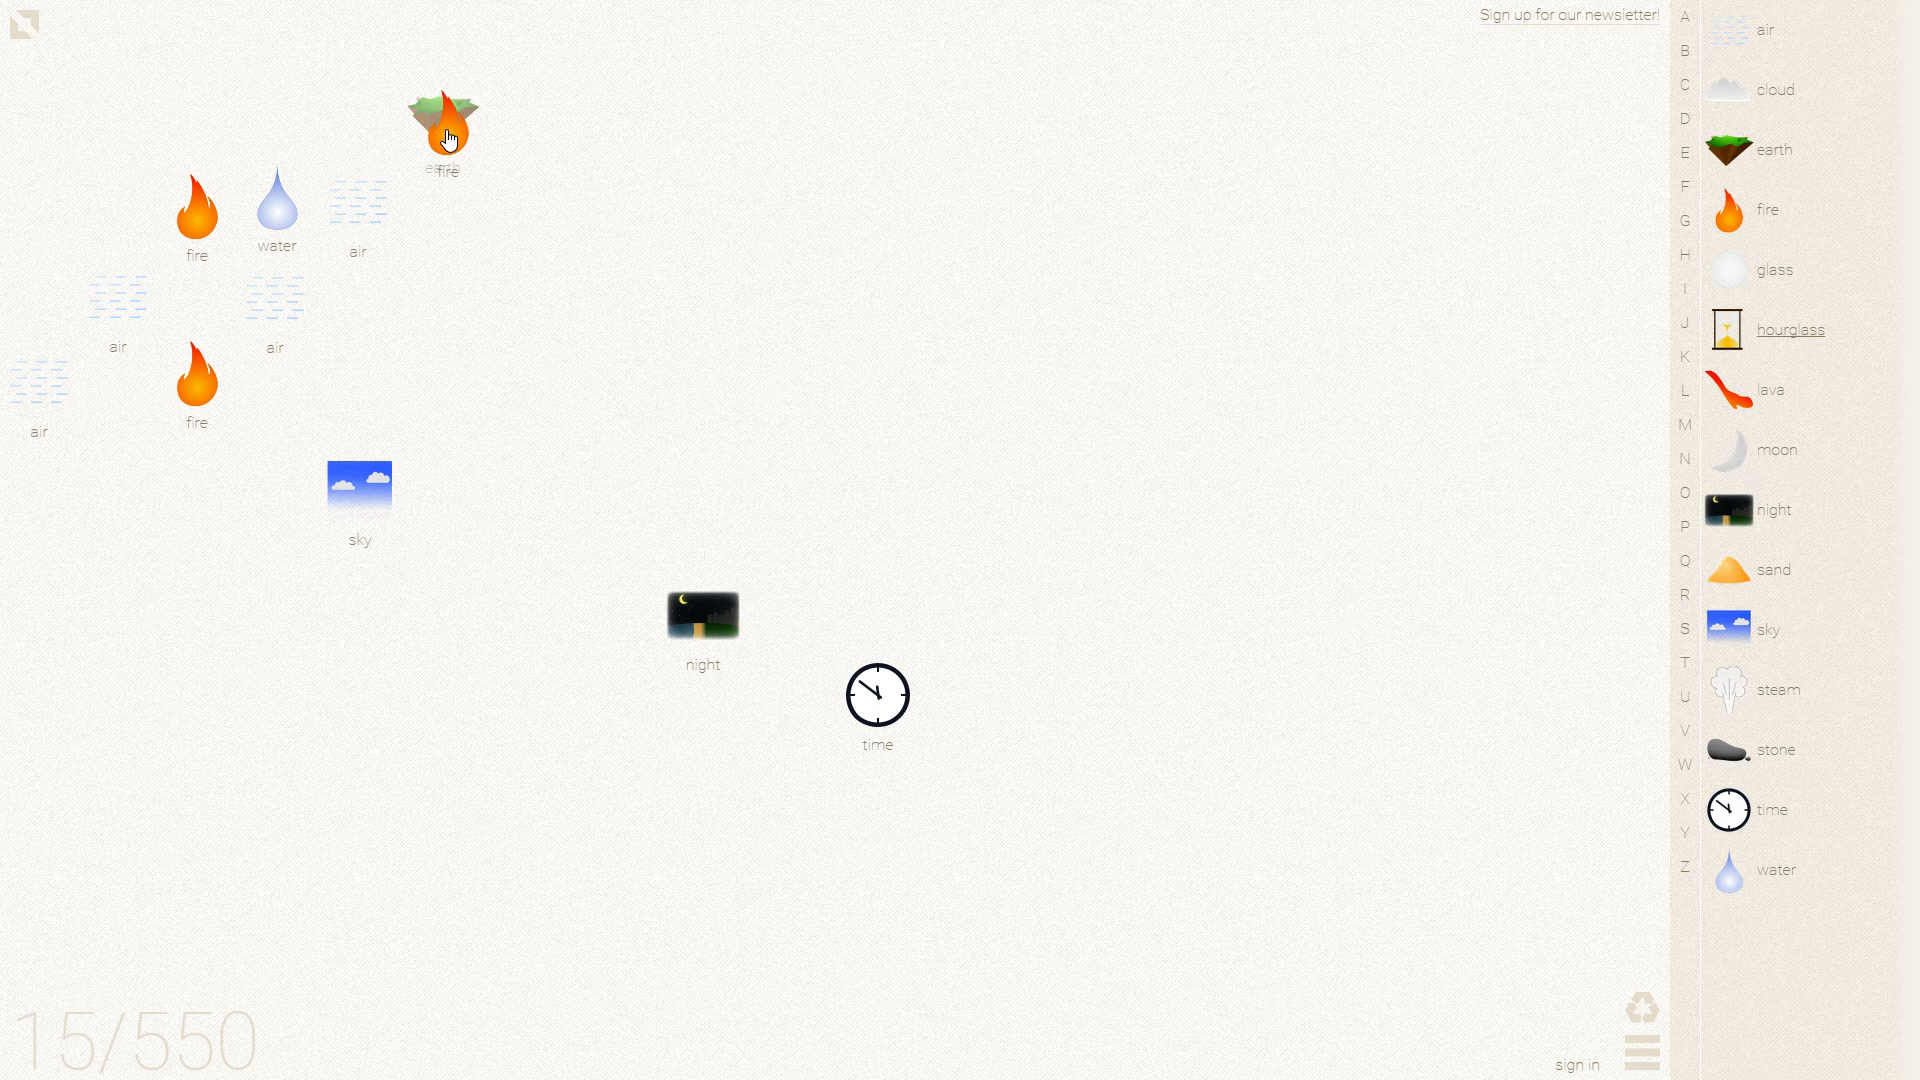 Sign up for our newsletter!
earth
fire
fire
water
air
air
air
fire
air
sky
night
time
15/550
sign in
A
B
C
D
E
F
G
H
I
J
K
L
M
N
O
P
Q
R
S
T
U
V
W
X
Y
Z
air
cloud
earth
fire
glass
hourglass
lava
moon
night
sand
sky
steam
stone
time
water